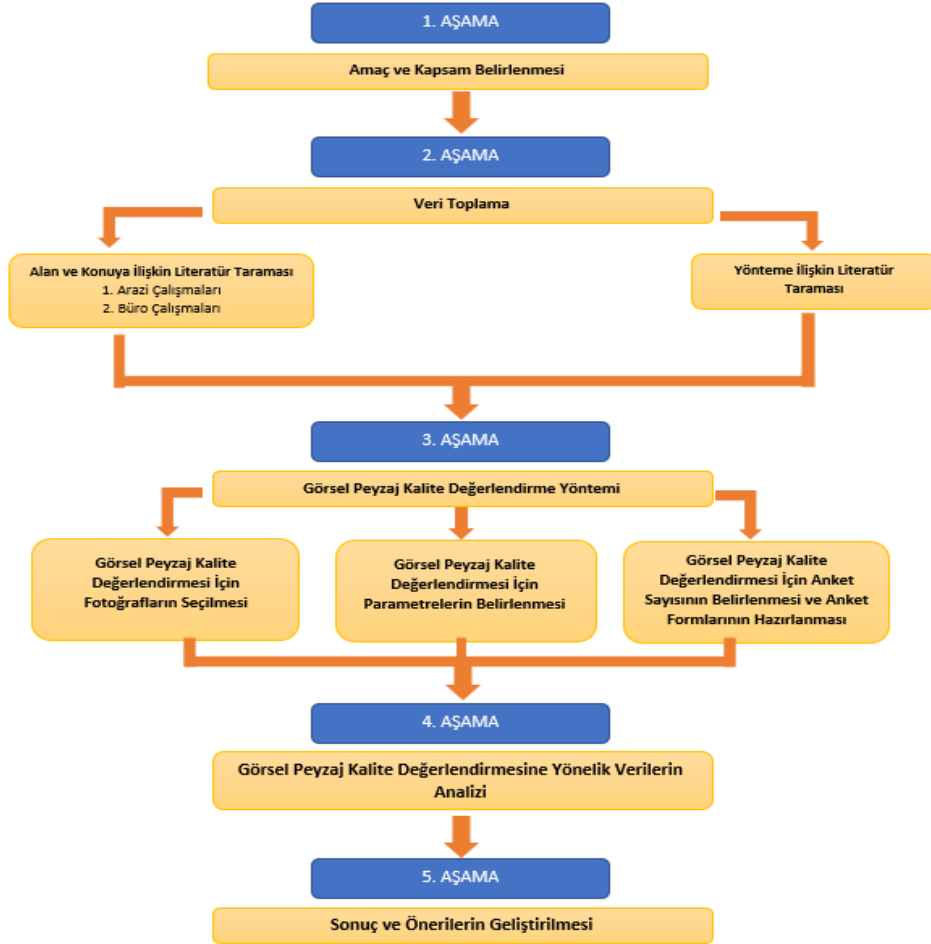 1. AŞAMA
Amaç ve Kapsam Belirlenmesi
2. AŞAMA
Veri Toplama
Alan ve Konuya İlişkin Literatür Taraması
1. Arazi Çalışmaları
2. Büro Çalışmaları
Yönteme İlişkin Literatür
Taraması
3. AŞAMA
Görsel Peyzaj Kalite Değerlendirme Yöntemi
Görsel Peyzaj Kalite
Değerlendirmesi İçin
Fotoğrafların Seçilmesi
Görsel Peyzaj Kalite
Değerlendirmesi İçin
Parametrelerin Belirlenmesi
Görsel Peyzaj Kalite
Değerlendirmesi İçin Anket
Sayısının Belirlenmesi ve Anket
Formlarının Hazırlanması
4. AŞAMA
Görsel Peyzaj Kalite Değerlendirmesine Yönelik Verilerin
Analizi
5. AŞAMA
Sonuç ve Önerilerin Geliştirilmesi